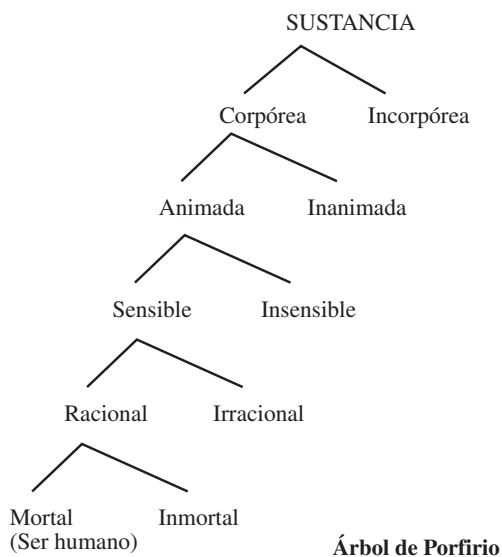 SUSTANCIA
Corpórea Incorpórea
Animada Inanimada
Sensible Insensible
Racional Irracional
Mortal Inmortal
(Ser humano)
Árbol de Porfirio